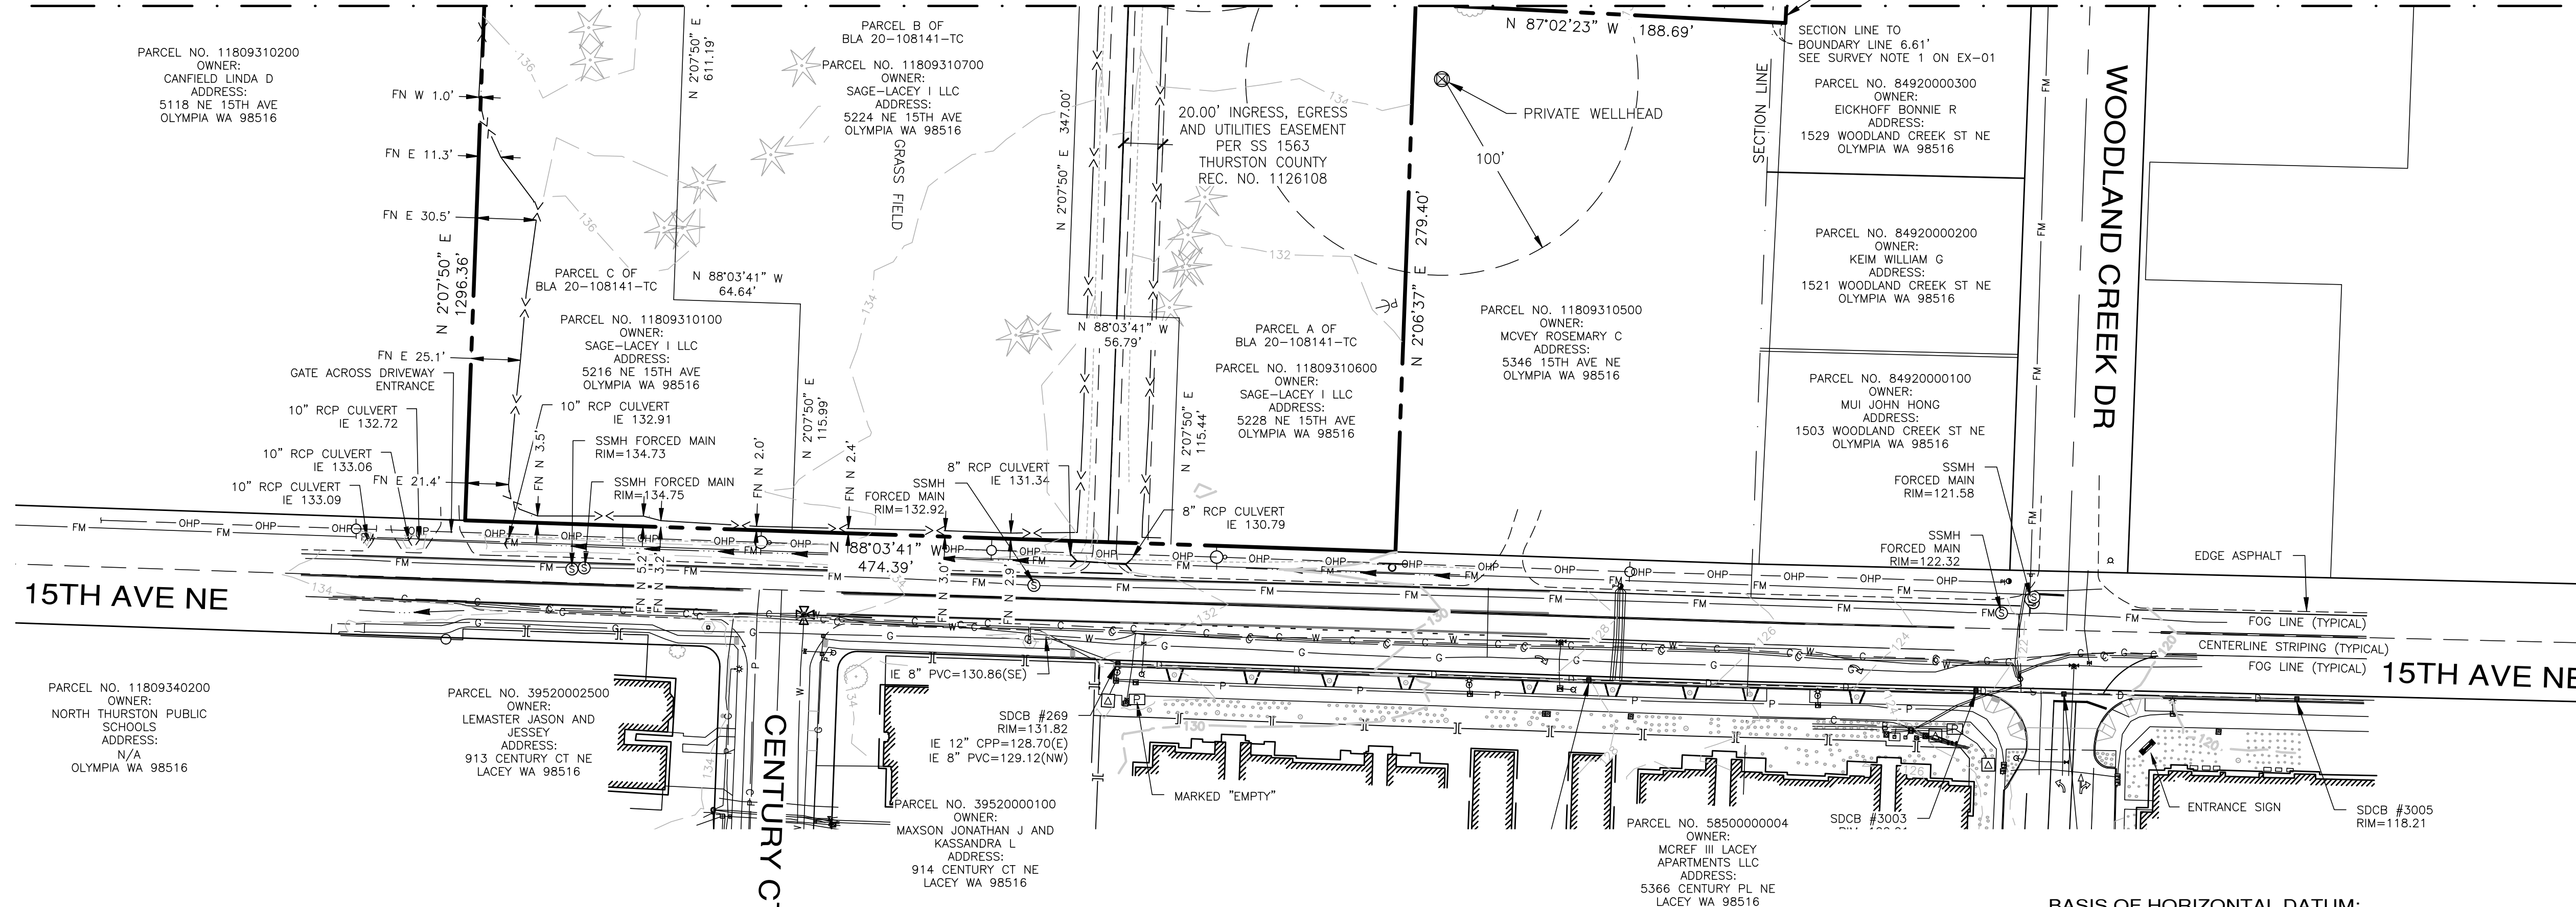 PARCEL NO. 11809310200
OWNER:
CANFIELD LINDA D
ADDRESS:
5118 NE 15TH AVE
OLYMPIA WA 98516
FN W 1.0'
FN E 11.3'
FN E 30.5'
N 2°07'50" E
1296.36'
FN E 25.1'
GATE ACROSS DRIVEWAY
ENTRANCE
10" RCP CULVERT
IE 132.72
10" RCP CULVERT
IE 133.06
FN E 21.4'
10" RCP CULVERT
IE 133.09
136
136
N 2°07'50" E
611.19'
PARCEL B OF
BLA 20-108141-TC
PARCEL NO. 11809310700
OWNER:
SAGE-LACEY I LLC
ADDRESS:
5224 NE 15TH AVE
OLYMPIA WA 98516
GRASS FIELD
PARCEL C OF
BLA 20-108141-TC
N 88°03'41" W
64.64'
134
PARCEL NO. 11809310100
OWNER:
SAGE-LACEY I LLC
ADDRESS:
5216 NE 15TH AVE
OLYMPIA WA 98516
10" RCP CULVERT
IE 132.91
SSMH FORCED MAIN
RIM=134.73
SSMH FORCED MAIN
RIM=134.75
FN N 3.5'
FN N 2.0'
N 2°07'50" E
115.99'
FN N 2.4'
N 2°07'50" E 347.00'
20.00' INGRESS, EGRESS
AND UTILITIES EASEMENT
PER SS 1563
THURSTON COUNTY
REC. NO. 1126108
134
132
N 88°03'41" W
56.79'
N 2°07'50" E
115.44'
8" RCP CULVERT
IE 131.34
SSMH
FORCED MAIN
RIM=132.92
8" RCP CULVERT
IE 130.79
PARCEL A OF
BLA 20-108141-TC
PARCEL NO. 11809310600
OWNER:
SAGE-LACEY I LLC
ADDRESS:
5228 NE 15TH AVE
OLYMPIA WA 98516
N 2°06'37" E 279.40'
N 87°02'23" W 188.69'
PRIVATE WELLHEAD
100'
PARCEL NO. 11809310500
OWNER:
MCVEY ROSEMARY C
ADDRESS:
5346 15TH AVE NE
OLYMPIA WA 98516
SECTION LINE
SECTION LINE TO
BOUNDARY LINE 6.61'
SEE SURVEY NOTE 1 ON EX-01
PARCEL NO. 84920000300
OWNER:
EICKHOFF BONNIE R
ADDRESS:
1529 WOODLAND CREEK ST NE
OLYMPIA WA 98516
PARCEL NO. 84920000200
OWNER:
KEIM WILLIAM G
ADDRESS:
1521 WOODLAND CREEK ST NE
OLYMPIA WA 98516
PARCEL NO. 84920000100
OWNER:
MUI JOHN HONG
ADDRESS:
1503 WOODLAND CREEK ST NE
OLYMPIA WA 98516
SSMH
FORCED MAIN
RIM=121.58
SSMH
FORCED MAIN
RIM=122.32
WOODLAND CREEK DR
EDGE ASPHALT
FOG LINE (TYPICAL)
CENTERLINE STRIPING (TYPICAL)
FOG LINE (TYPICAL)
15TH AVE NE
15TH AVE NE
N 88°03'41" W
474.39'
FN N 5.2'
FN N 3.2'
FN N 3.0'
FN N 2.9'
134
132
130
128
126
124
122
120
IE 8" PVC=130.86(SE)
SDCB #269
RIM=131.82
IE 12" CPP=128.70(E)
IE 8" PVC=129.12(NW)
130
MARKED "EMPTY"
PARCEL NO. 11809340200
OWNER:
NORTH THURSTON PUBLIC
SCHOOLS
ADDRESS:
N/A
OLYMPIA WA 98516
PARCEL NO. 39520002500
OWNER:
LEMASTER JASON AND
JESSEY
ADDRESS:
913 CENTURY CT NE
LACEY WA 98516
CENTURY
PARCEL NO. 39520000100
OWNER:
MAXSON JONATHAN J AND
KASSANDRA L
ADDRESS:
914 CENTURY CT NE
LACEY WA 98516
PARCEL NO. 58500000004
OWNER:
MCREF III LACEY
APARTMENTS LLC
ADDRESS:
5366 CENTURY PL NE
LACEY WA 98516
SDCB #3003
ENTRANCE SIGN
120
SDCB #3005
RIM=118.21
BASIS OF HORIZONTAL DATUM: